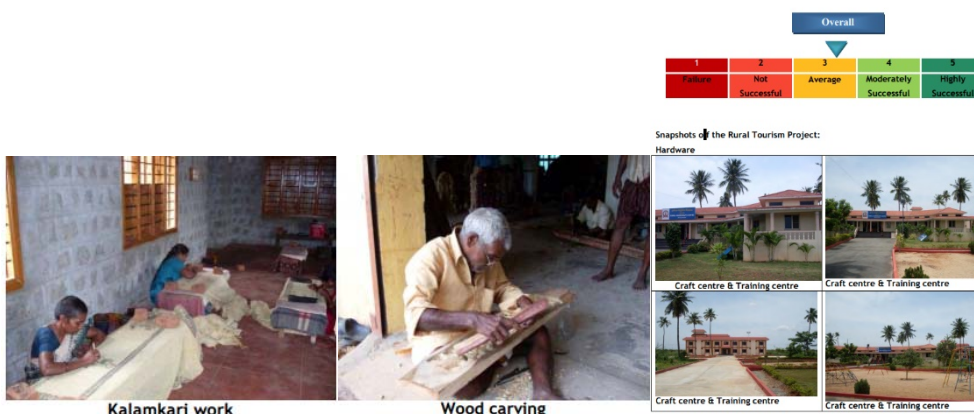 Overall
1 2 3 4 5
Failure Not Successful Average Moderately Successful Highly Successful
Snapshots of the Rural Tourism Project:
Hardware
Craft centre & Training centre
Craft centre & Training centre
Craft centre & Training centre
Craft centre & Training centre
Kalamkari work
Wood carving